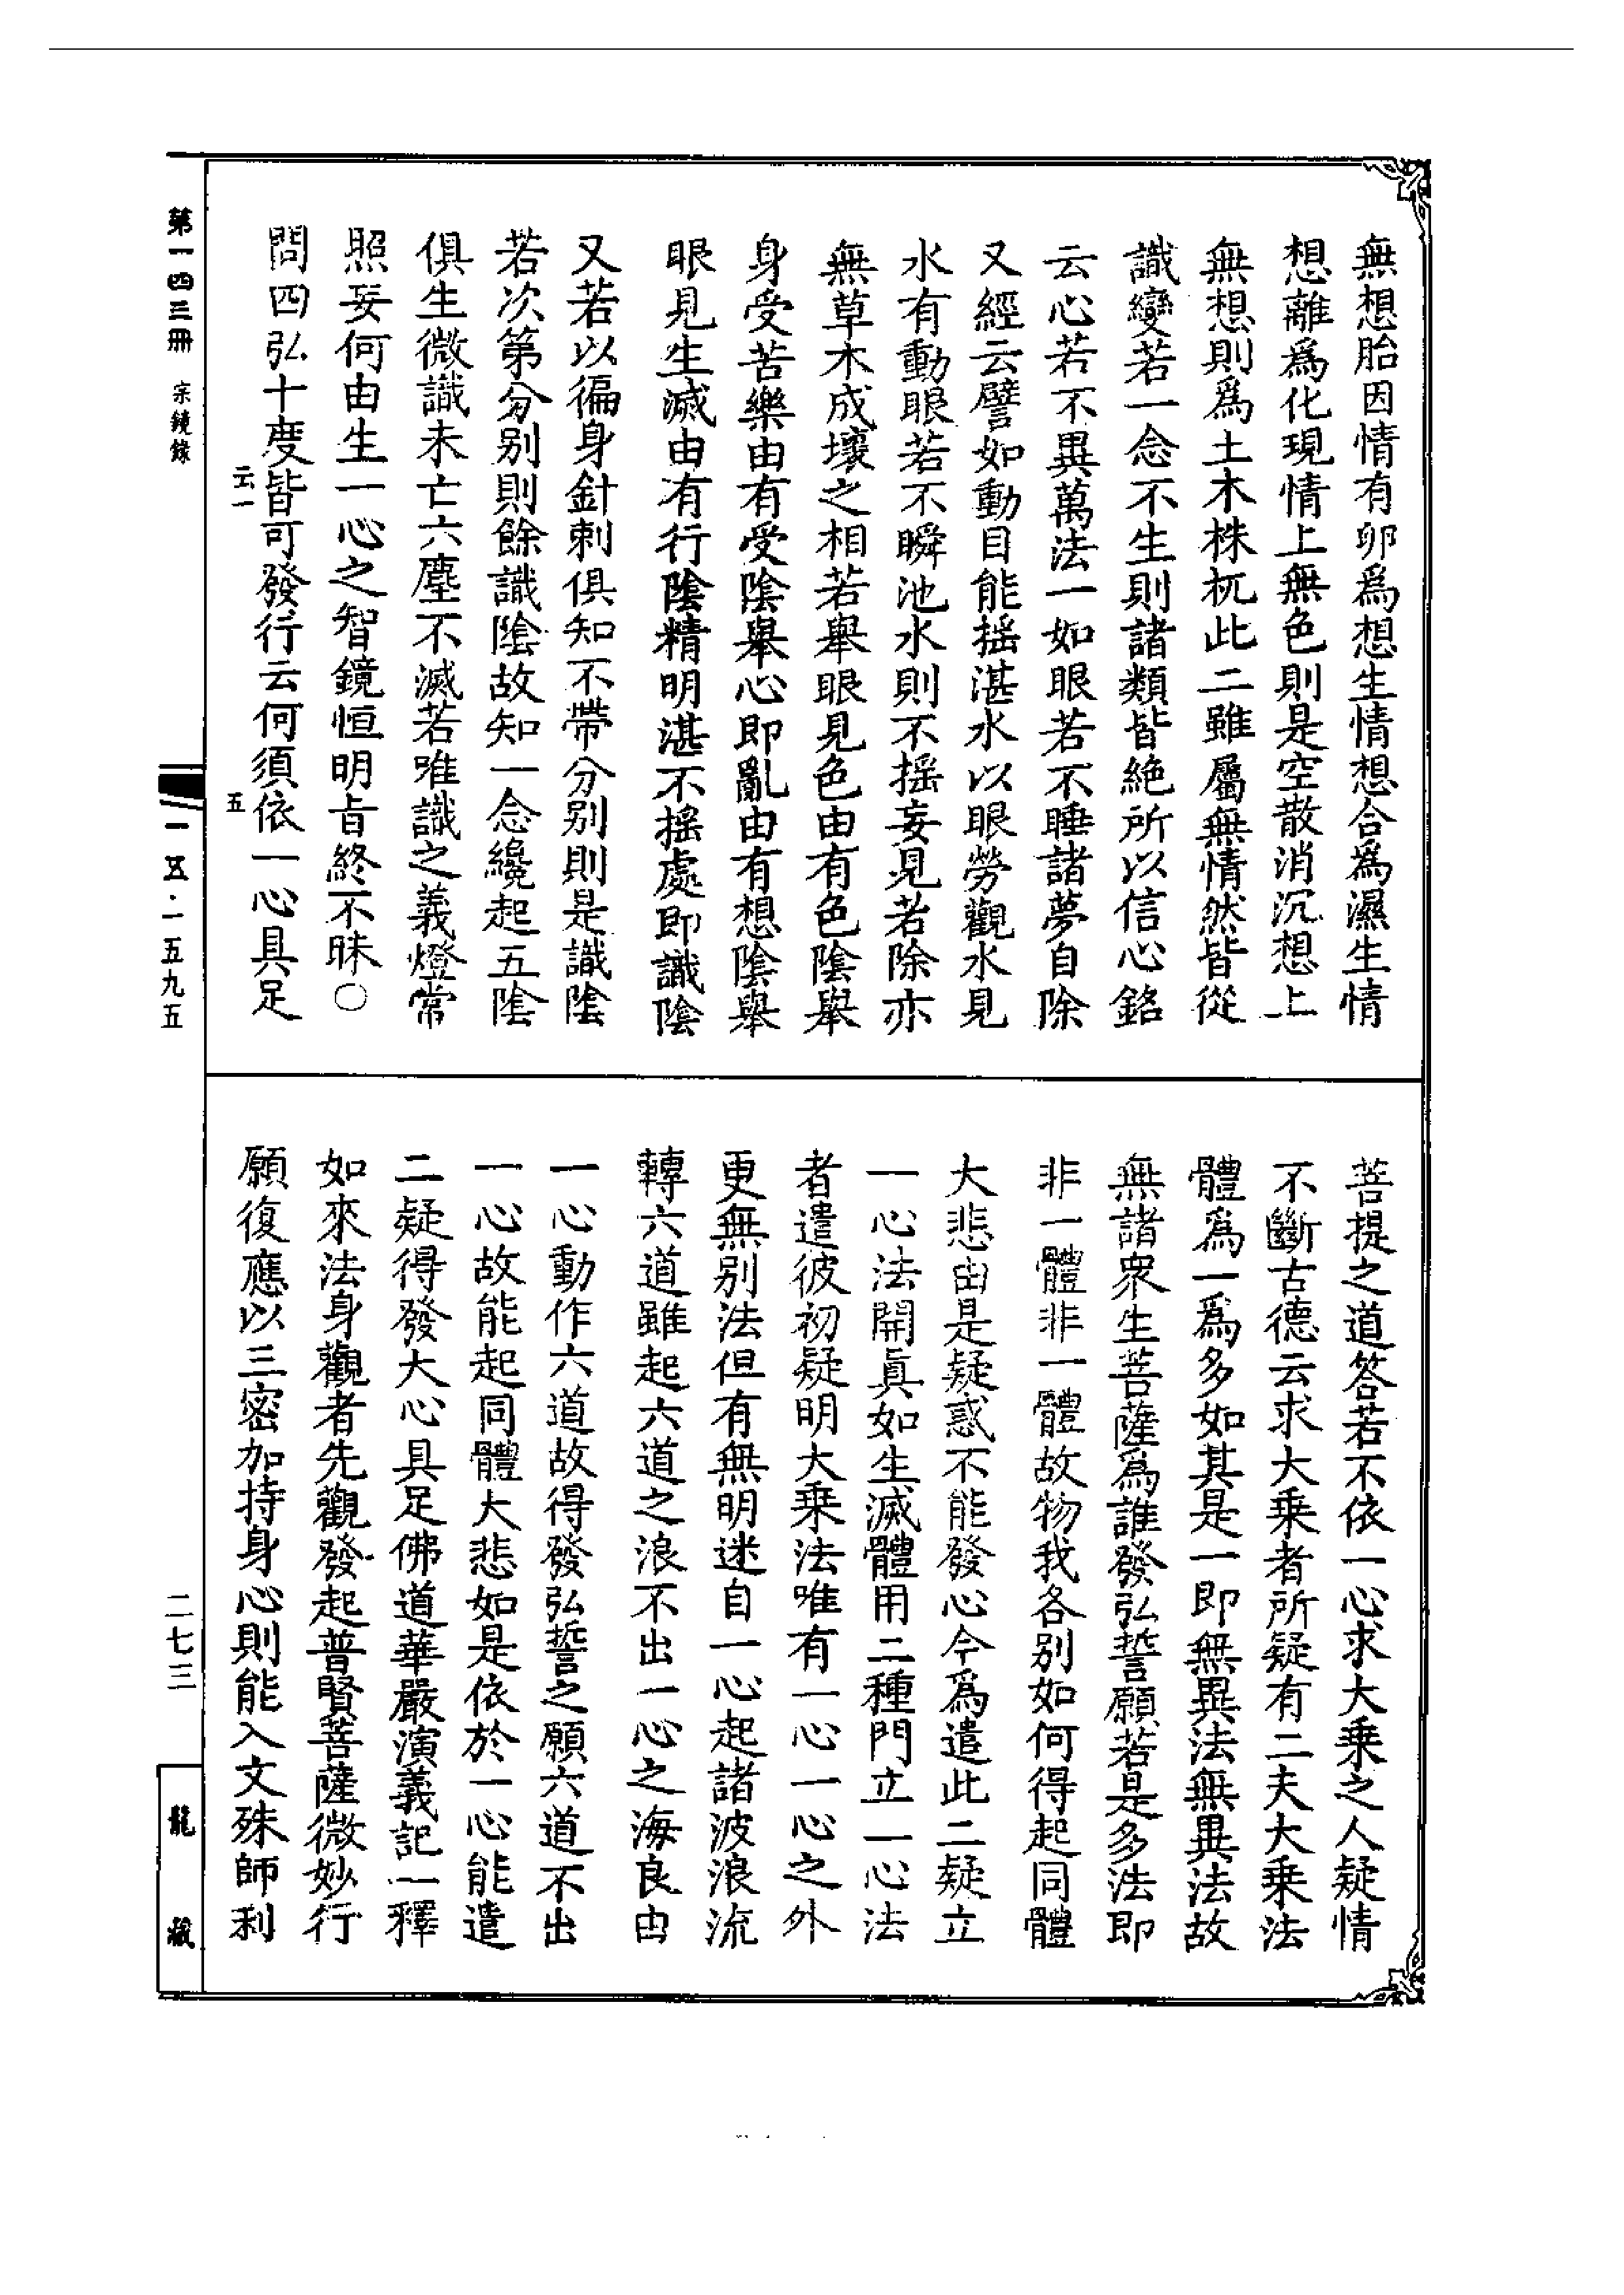 無想胎因情有卵爲想生情想合爲濕生情
想離爲化現情上無色則是空散消沉想上
無想則爲土木株杌此二雖屬無情然皆從
識變若一念不生則諸類皆絶所以信心銘
云心若不異萬法一如眼若不睡諸夢自除
又經云譬如動目能揺湛水以眼勞觀水見
水有動眼若不瞬池水則不揺妄見若除亦
無草木成壞之相若舉眼見色由有色陰舉
身受苦樂由有受陰舉心即亂由有想陰舉
眼見生滅由有行陰精明湛不揺處即識陰
又若以徧身針刺俱知不帶分别則是識陰
若次第分别則餘識陰故知一念纔起五陰
俱生微識未亡六塵不滅若唯識之義燈常
照妄何由生一心之智鏡恒明旨終不昧○
問四弘十度皆可發行云何須依一心具足
菩提之道答若不依一心求大乗之人疑情
不斷古德云求大乗者所疑有二夫大乗法
體爲一爲多如其是一即無異法無異法故
無諸衆生菩薩爲誰發弘誓願若是多法即
非一體非一體故物我各别如何得起同體
大悲由是疑惑不能發心今爲遣此二疑立
一心法開眞如生滅體用二種門立一心法
者遣彼初疑明大乗法唯有一心一心之外
更無别法但有無明迷自一心起諸波浪流
轉六道雖起六道之浪不出一心之海良由
一心動作六道故得發弘誓之願六道不出
一心故能起同體大悲如是依於一心能遣
二疑得發大心具足佛道華嚴演義記一釋
如來法身觀者先觀發起普賢菩薩微妙行
願復應以三密加持身心則能入文殊師利
云一
五
第一四三冊 宗鏡錄
一五·一五九五
二七三
龍藏